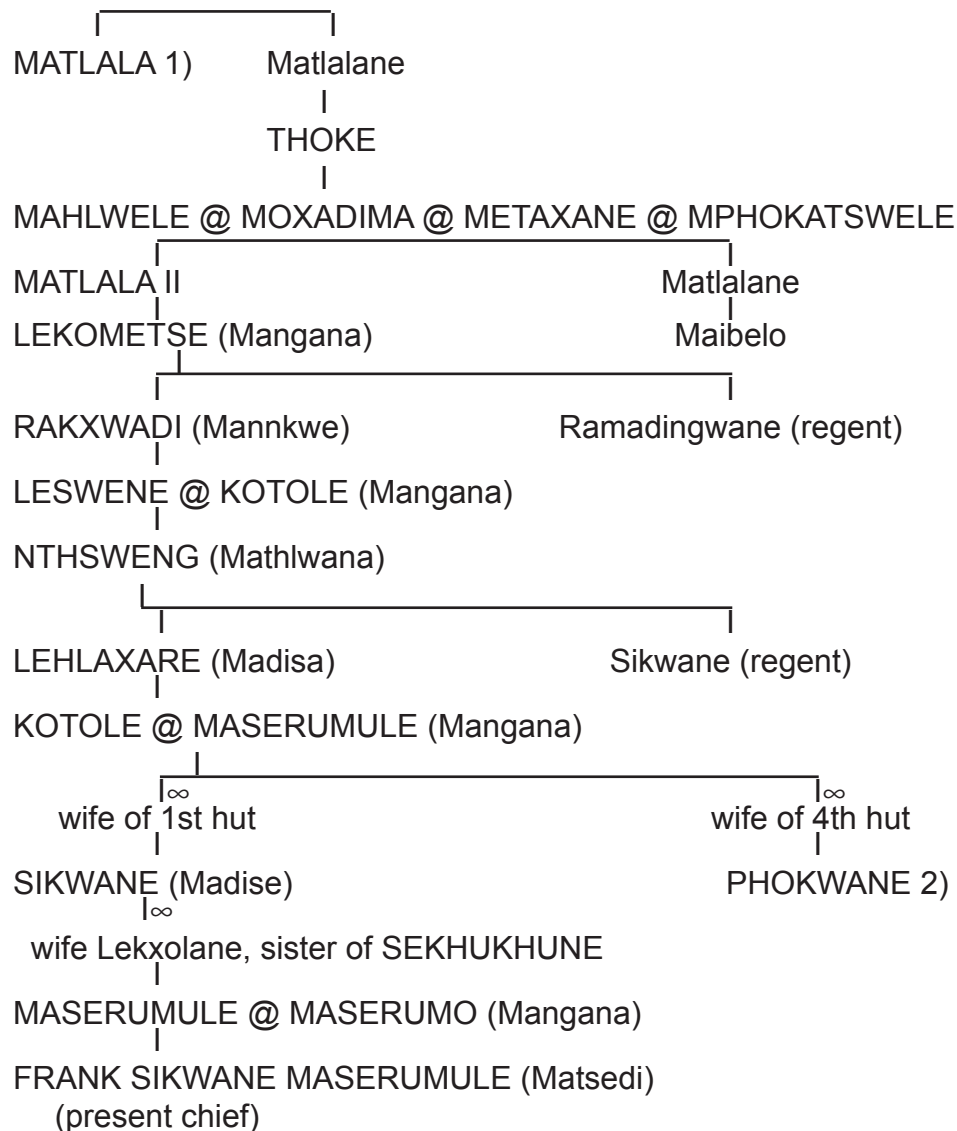 MATLALA 1) Matlalane
THOKE
MAHLWELE @ MOXADIMA @ METAXANE @ MPHOKATSWELE
MATLALA II Matlalane
LEKOMETSE (Mangana) Maibelo
RAKXWADI (Mannkwe) Ramadingwane (regent)
LESWENE @ KOTOLE (Mangana)
NTHSWENG (Mathlwana)
LEHLAXARE (Madisa) Sikwane (regent)
KOTOLE @ MASERUMULE (Mangana)
∞ ∞
wife of 1st hut wife of 4th hut
SIKWANE (Madise) PHOKWANE 2)
∞
wife Lekxolane, sister of SEKHUKHUNE
MASERUMULE @ MASERUMO (Mangana)
FRANK SIKWANE MASERUMULE (Matsedi)
(present chief)